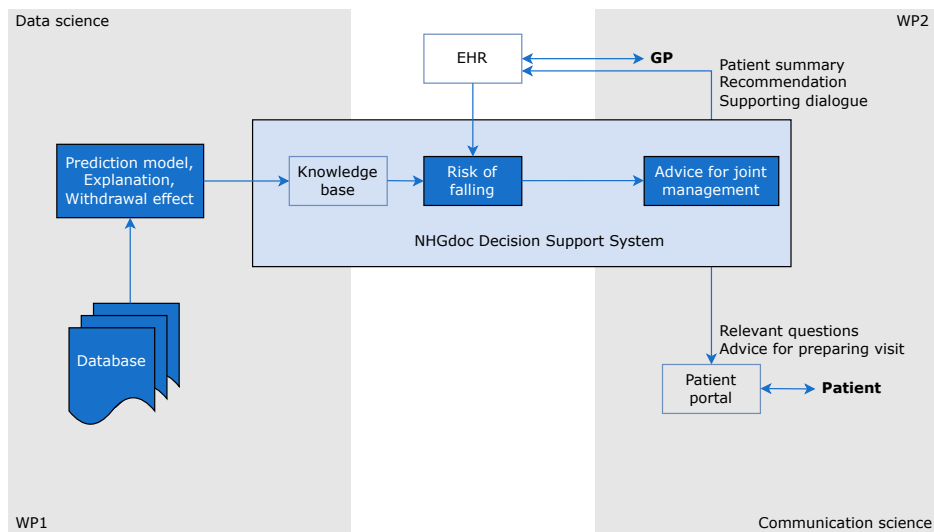 Data science
WP2
EHR
GP
Patient summary
Recommendation
Supporting dialogue
Prediction model,
Explanation,
Withdrawal effect
Knowledge
base
Risk of
falling
Advice for joint
management
NHGdoc Decision Support System
Database
Relevant questions
Advice for preparing visit
Patient
portal
Patient
WP1
Communication science